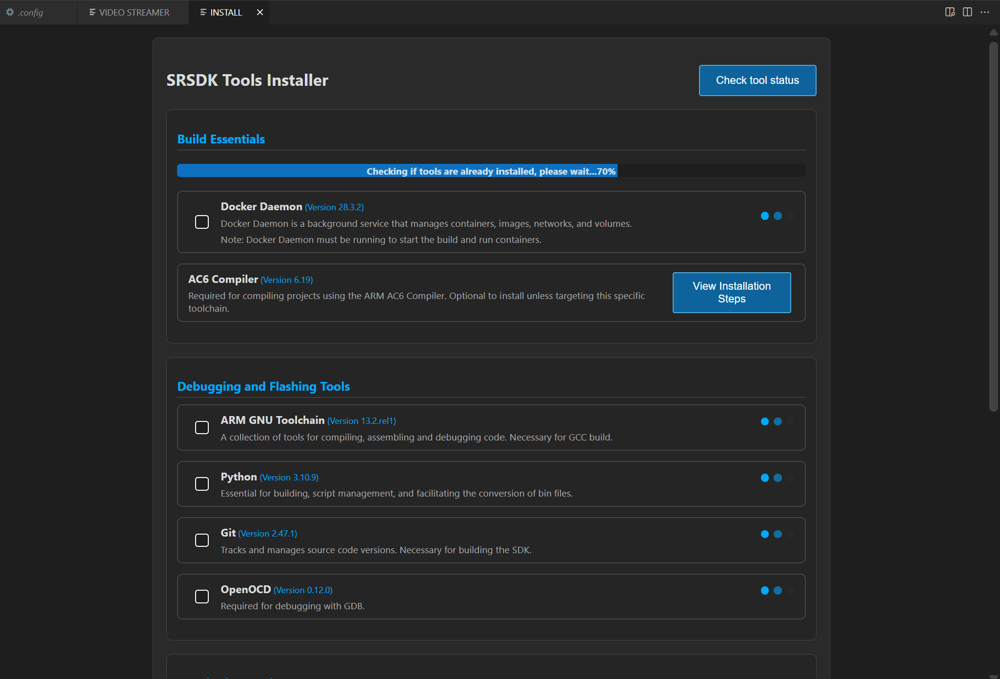 .config
VIDEO STREAMER
INSTALL
SRSDK Tools Installer
Check tool status
Build Essentials
Checking if tools are already installed, please wait...70%
Docker Daemon (Version 28.3.2)
Docker Daemon is a background service that manages containers, images, networks, and volumes.
Note: Docker Daemon must be running to start the build and run containers.
AC6 Compiler (Version 6.19)
Required for compiling projects using the ARM AC6 Compiler. Optional to install unless targeting this specific
toolchain.
View Installation
Steps
Debugging and Flashing Tools
ARM GNU Toolchain (Version 13.2.rel1)
A collection of tools for compiling, assembling and debugging code. Necessary for GCC build.
Python (Version 3.10.9)
Essential for building, script management, and facilitating the conversion of bin files.
Git (Version 2.47.1)
Tracks and manages source code versions. Necessary for building the SDK.
OpenOCD (Version 0.12.0)
Required for debugging with GDB.